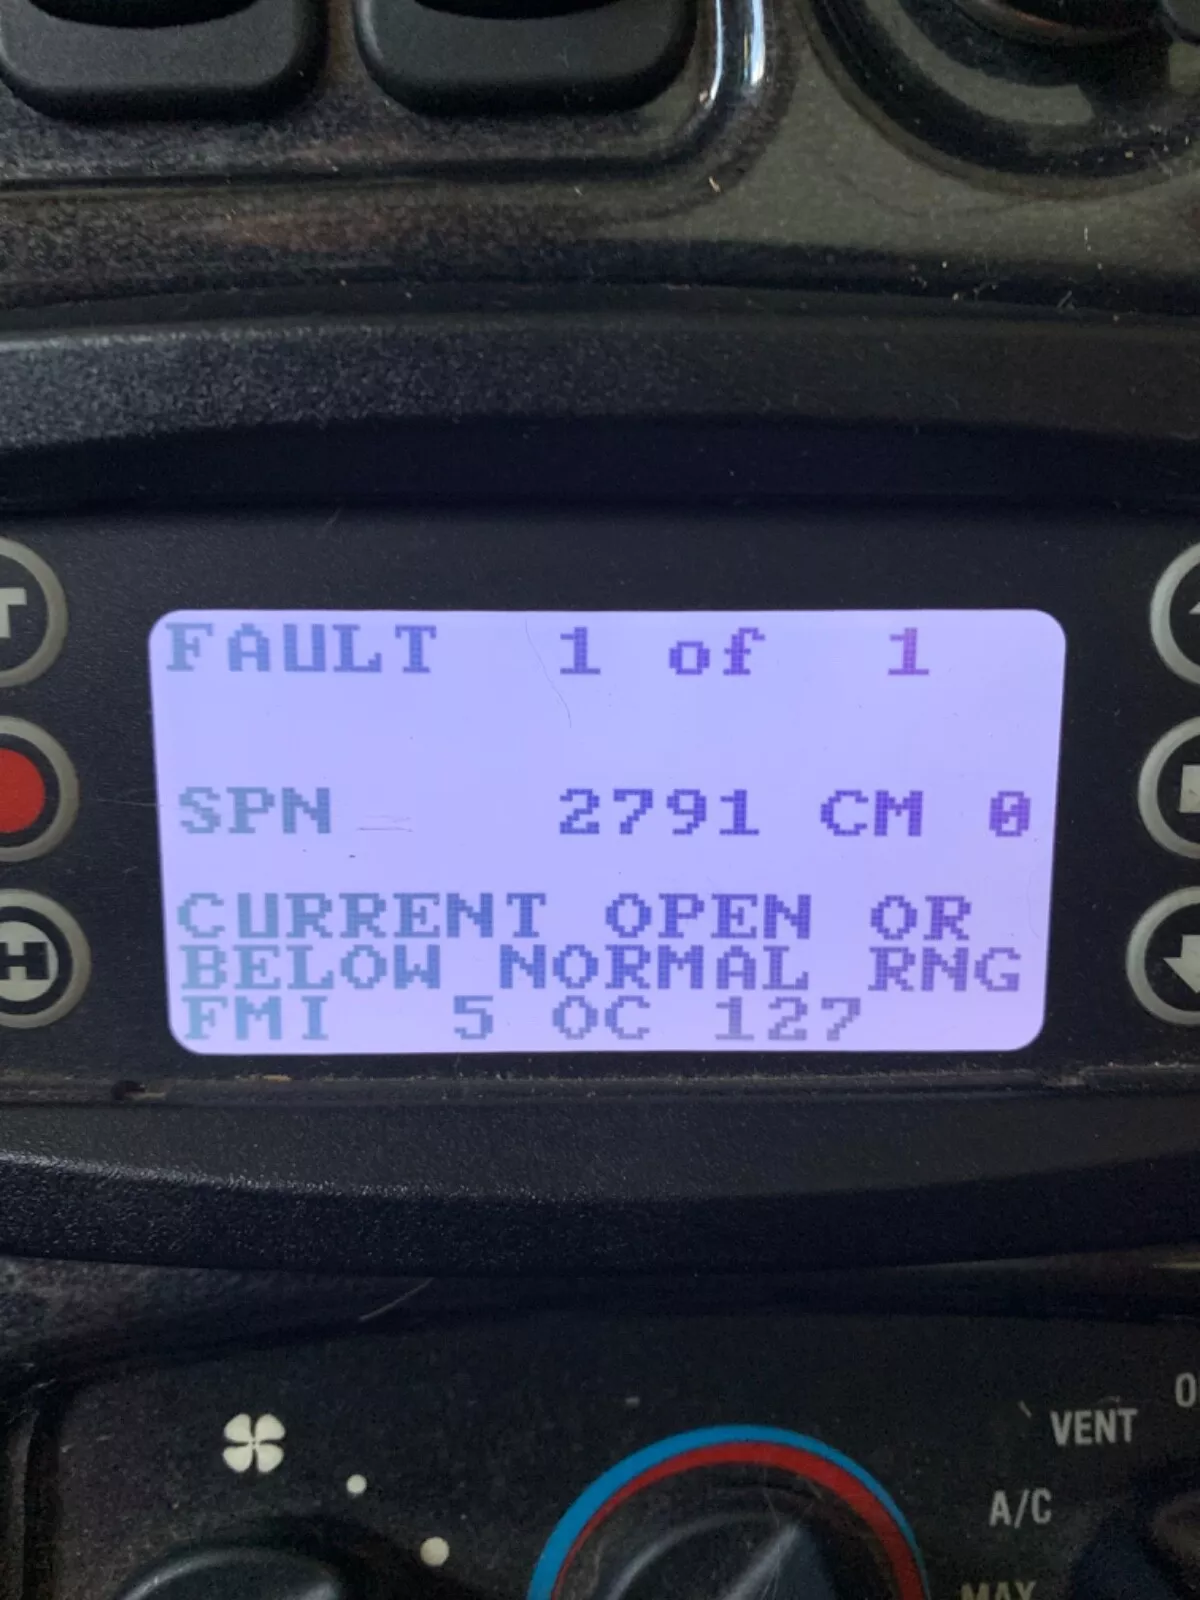 T
FAULT 1 of 1
SPN 2791 CM 0
H
CURRENT OPEN OR
BELOW NORMAL RNG
FMI 5 OC 127
VENT
A/C
MAX